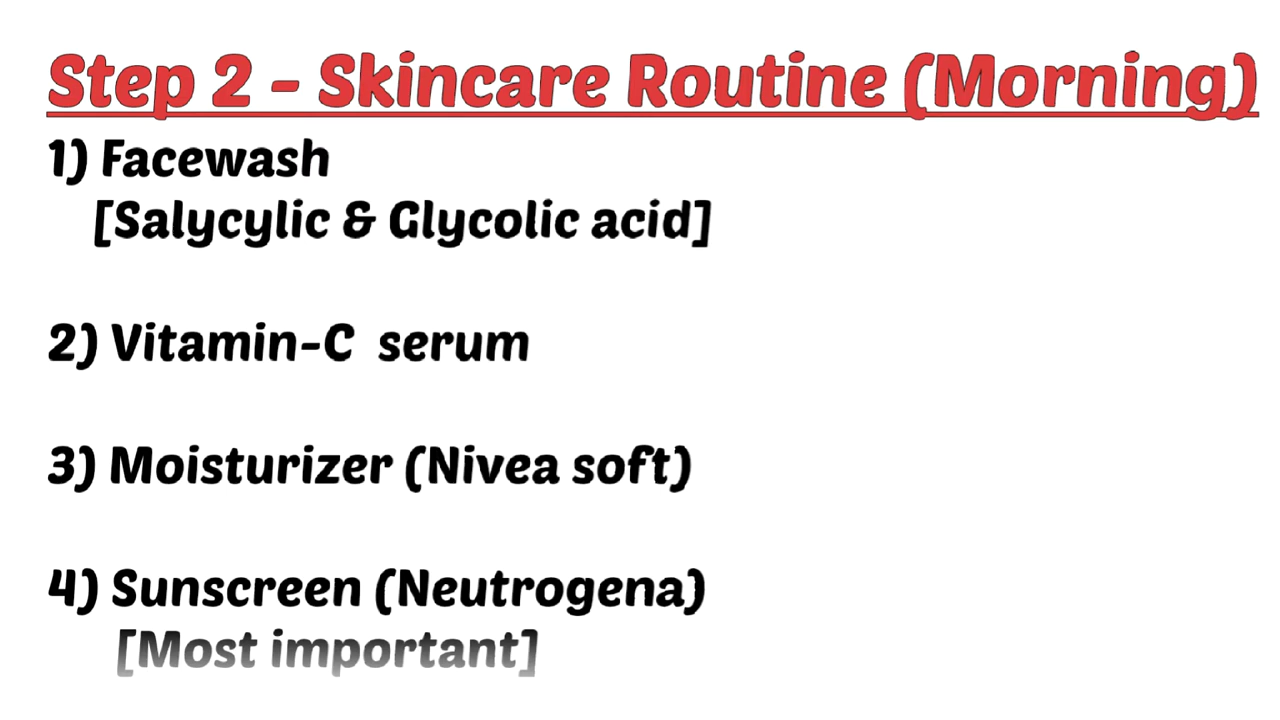 Step 2 - Skincare Routine (Morning)
1) Facewash
[Salycylic & Glycolic acid]
2) Vitamin-C serum
3) Moisturizer (Nivea soft)
4) Sunscreen (Neutrogena)
[Most important]